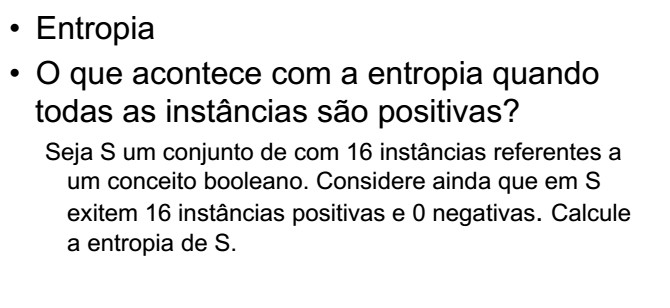 • Entropia
• O que acontece com a entropia quando
todas as instâncias são positivas?
Seja S um conjunto de com 16 instâncias referentes a
um conceito booleano. Considere ainda que em S
exitem 16 instâncias positivas e 0 negativas. Calcule
a entropia de S.